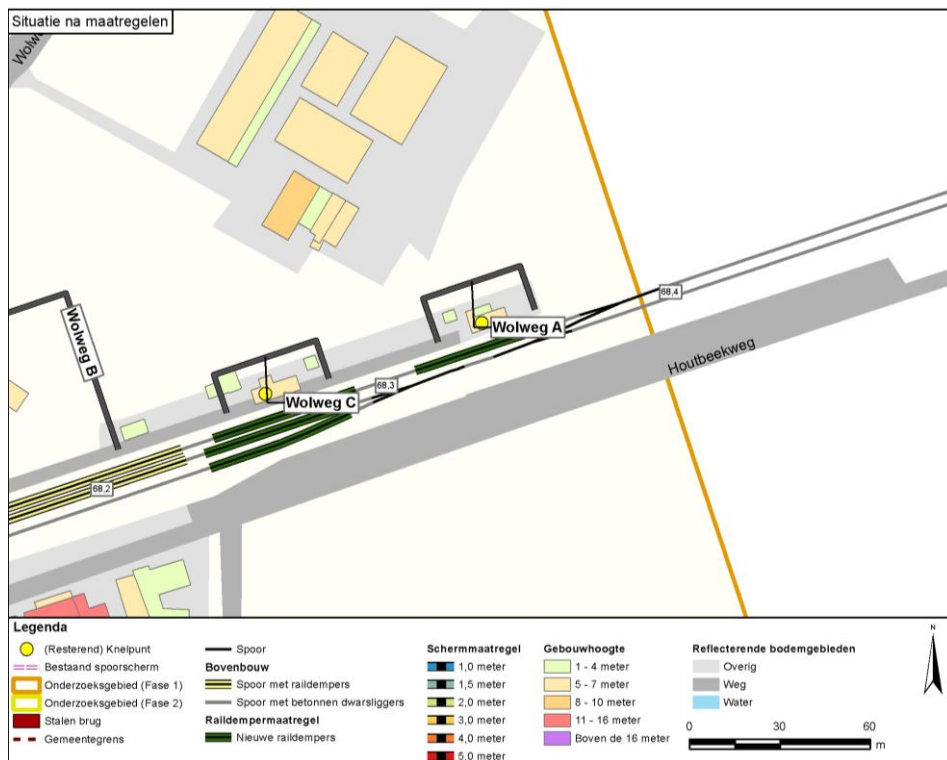 Situatie na maatregelen
Wolwe
68,4
Wolweg A
Houtbeekweg
Wolweg B
68,3
Wolweg C
68,2
Legenda
(Resterend) Knelpunt
Bestaand spoorscherm
Onderzoeksgebied (Fase 1)
Onderzoeksgebied (Fase 2)
Stalen brug
Gemeentegrens
Spoor
Bovenbouw
Spoor met raildempers
Spoor met betonnen dwarsliggers
Raildempermaatregel
Nieuwe raildempers
Schermmaatregel
1,0 meter
1,5 meter
2,0 meter
3,0 meter
4,0 meter
5,0 meter
Gebouwhoogte
1 - 4 meter
5 - 7 meter
8 - 10 meter
11 - 16 meter
Boven de 16 meter
Reflecterende bodemgebieden
Overig
Weg
Water
0 30 60
m
N